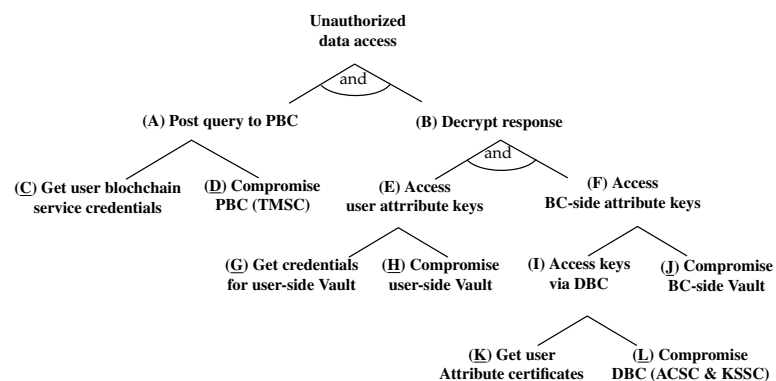 Unauthorized
data access
and
(A) Post query to PBC
(B) Decrypt response
and
(C) Get user blochchain
service credentials
(D) Compromise
PBC (TMSC)
(E) Access
user attrribute keys
(F) Access
BC-side attribute keys
(G) Get credentials
for user-side Vault
(H) Compromise
user-side Vault
(I) Access keys
via DBC
(J) Compromise
BC-side Vault
(K) Get user
Attribute certificates
(L) Compromise
DBC (ACSC & KSSC)